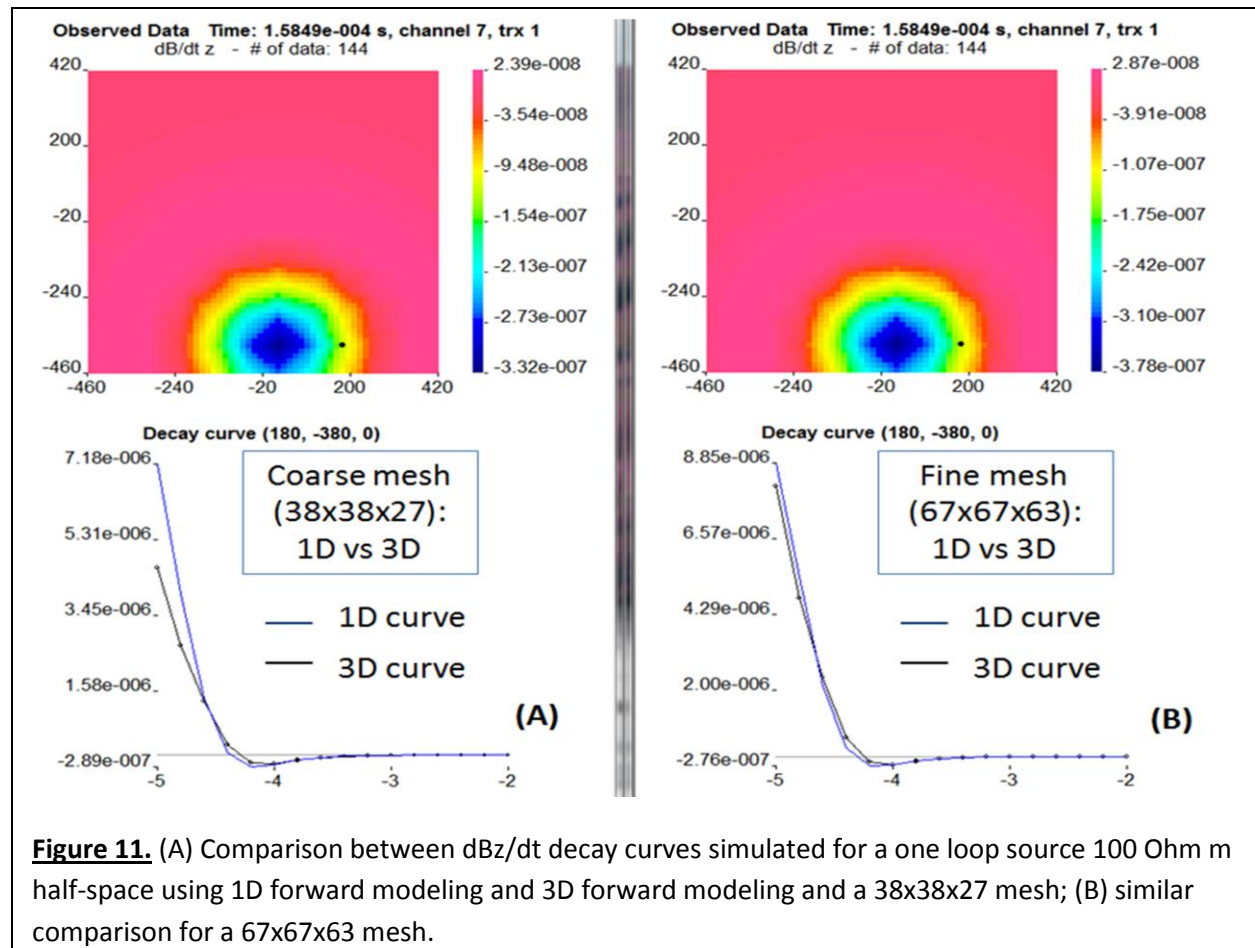 Observed Data Time: 1.5849e-004 s, channel 7, trx 1
dB/dt z - # of data: 144
420
200
-20
-240
-460
-460 -240 -20 200 420
2.39e-008
-3.54e-008
-9.48e-008
-1.54e-007
-2.13e-007
-2.73e-007
-3.32e-007
Decay curve (180, -380, 0)
7.18e-006
5.31e-006
3.45e-006
1.58e-006
-2.89e-007
-5 -4 -3 -2
Coarse mesh
(38x38x27):
1D vs 3D
1D curve
3D curve
(A)
Observed Data Time: 1.5849e-004 s, channel 7, trx 1
dB/dt z - # of data: 144
420
200
-20
-240
-460
-460 -240 -20 200 420
2.87e-008
-3.91e-008
-1.07e-007
-1.75e-007
-2.42e-007
-3.10e-007
-3.78e-007
Decay curve (180, -380, 0)
8.85e-006
6.57e-006
4.29e-006
2.00e-006
-2.76e-007
-5 -4 -3 -2
Fine mesh
(67x67x63):
1D vs 3D
1D curve
3D curve
(B)
Figure 11. (A) Comparison between dBz/dt decay curves simulated for a one loop source 100 Ohm m
half-space using 1D forward modeling and 3D forward modeling and a 38x38x27 mesh; (B) similar
comparison for a 67x67x63 mesh.